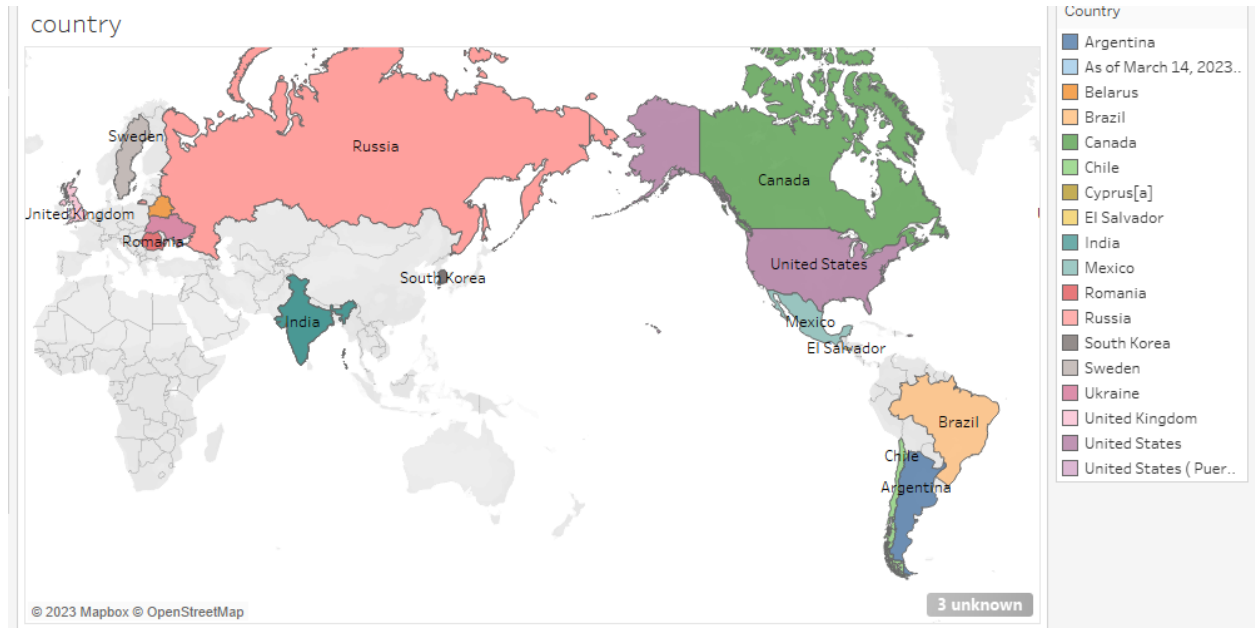 country
Sweden
Russia
United Kingdom
Romania
South Korea
India
Canada
United States
Mexico
El Salvador
Brazil
Chile
Argentina
© 2023 Mapbox © OpenStreetMap
3 unknown
Country
Argentina
As of March 14, 2023..
Belarus
Brazil
Canada
Chile
Cyprus[a]
El Salvador
India
Mexico
Romania
Russia
South Korea
Sweden
Ukraine
United Kingdom
United States
United States ( Puer..